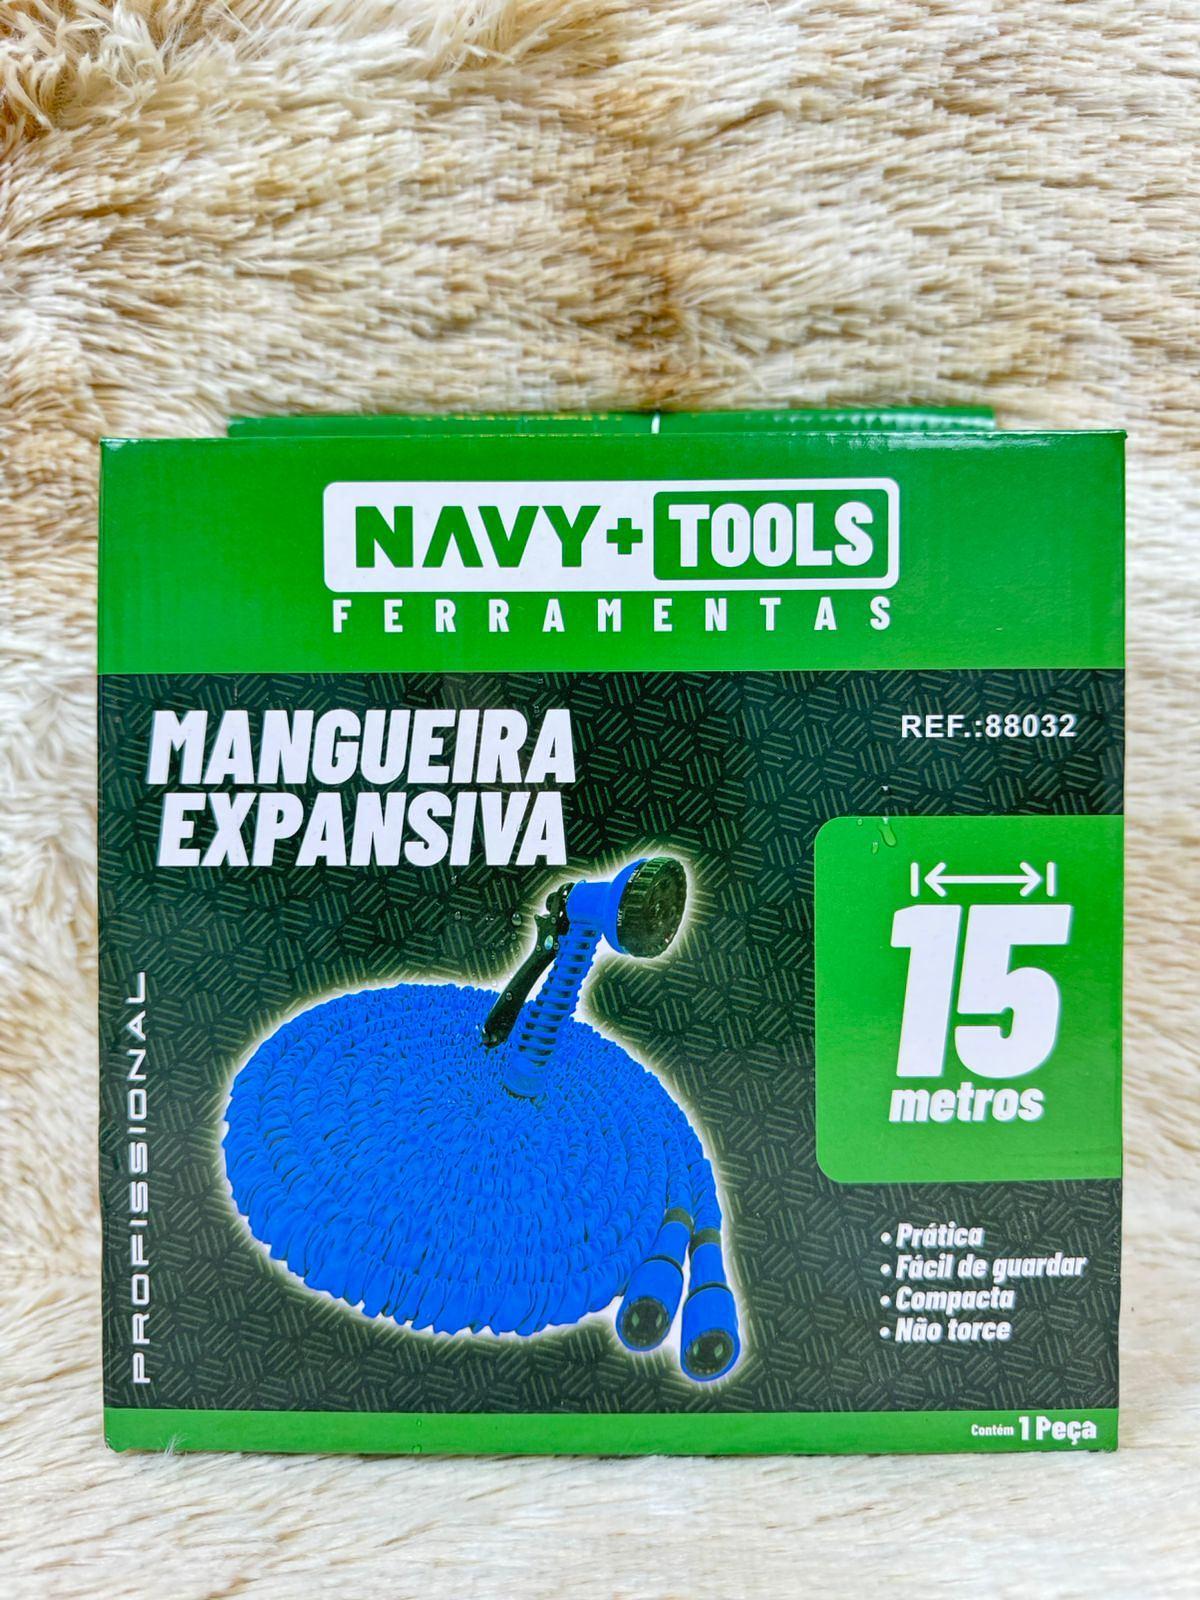 NAVY+TOOLS
FERRAMENTAS
MANGUEIRA
EXPANSIVA
REF.:88032
15
metros
PROFISSIONAL
• Prática
• Fácil de guardar
• Compacta
• Não torce
Contém 1 Peça